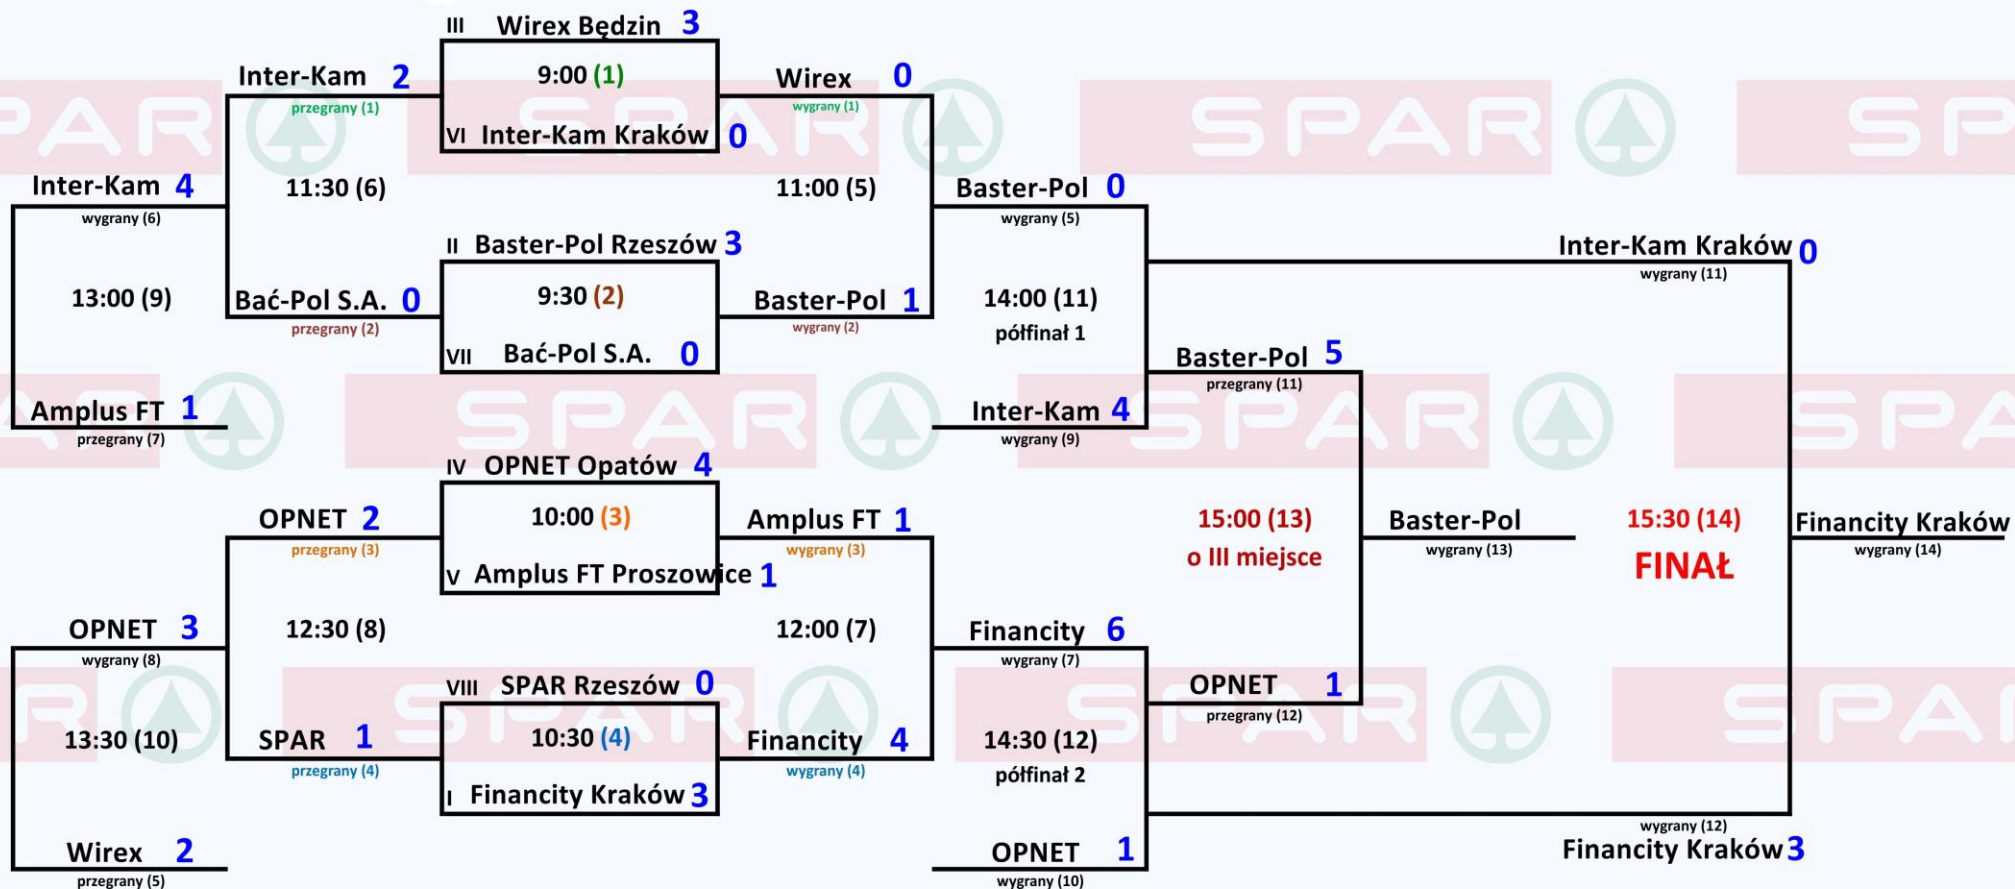 III Wirex Będzin 3
9:00 (1)
VI Inter-Kam Kraków 0
Inter-Kam 2
przegrany (1)
Wirex 0
wygrany (1)
11:30 (6)
11:00 (5)
Inter-Kam 4
wygrany (6)
Baster-Pol 0
wygrany (5)
II Baster-Pol Rzeszów 3
9:30 (2)
VII Bać-Pol S.A. 0
Bać-Pol S.A. 0
przegrany (2)
Baster-Pol 1
wygrany (2)
13:00 (9)
14:00 (11)
półfinał 1
Inter-Kam Kraków 0
wygrany (11)
Amplus FT 1
przegrany (7)
Inter-Kam 4
wygrany (9)
Baster-Pol 5
przegrany (11)
IV OPNET Opatów 4
10:00 (3)
V Amplus FT Proszowice 1
OPNET 2
przegrany (3)
Amplus FT 1
wygrany (3)
15:00 (13)
o III miejsce
Baster-Pol
wygrany (13)
15:30 (14)
FINAŁ
Financity Kraków
wygrany (14)
OPNET 3
wygrany (8)
12:30 (8)
12:00 (7)
Financity 6
wygrany (7)
VIII SPAR Rzeszów 0
10:30 (4)
I Financity Kraków 3
SPAR 1
przegrany (4)
Financity 4
wygrany (4)
13:30 (10)
14:30 (12)
półfinał 2
OPNET 1
przegrany (12)
Wirex 2
przegrany (5)
OPNET 1
wygrany (10)
wygrany (12)
Financity Kraków 3
SPAR